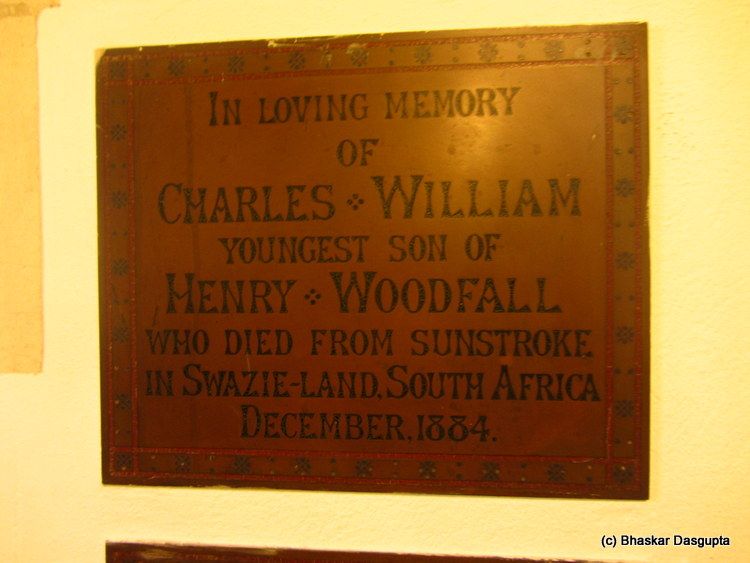 In loving memory
of
Charles William
youngest son of
Henry Woodfall
who died from sunstroke
in Swazie-land, South Africa
December, 1884.
(c) Bhaskar Dasgupta